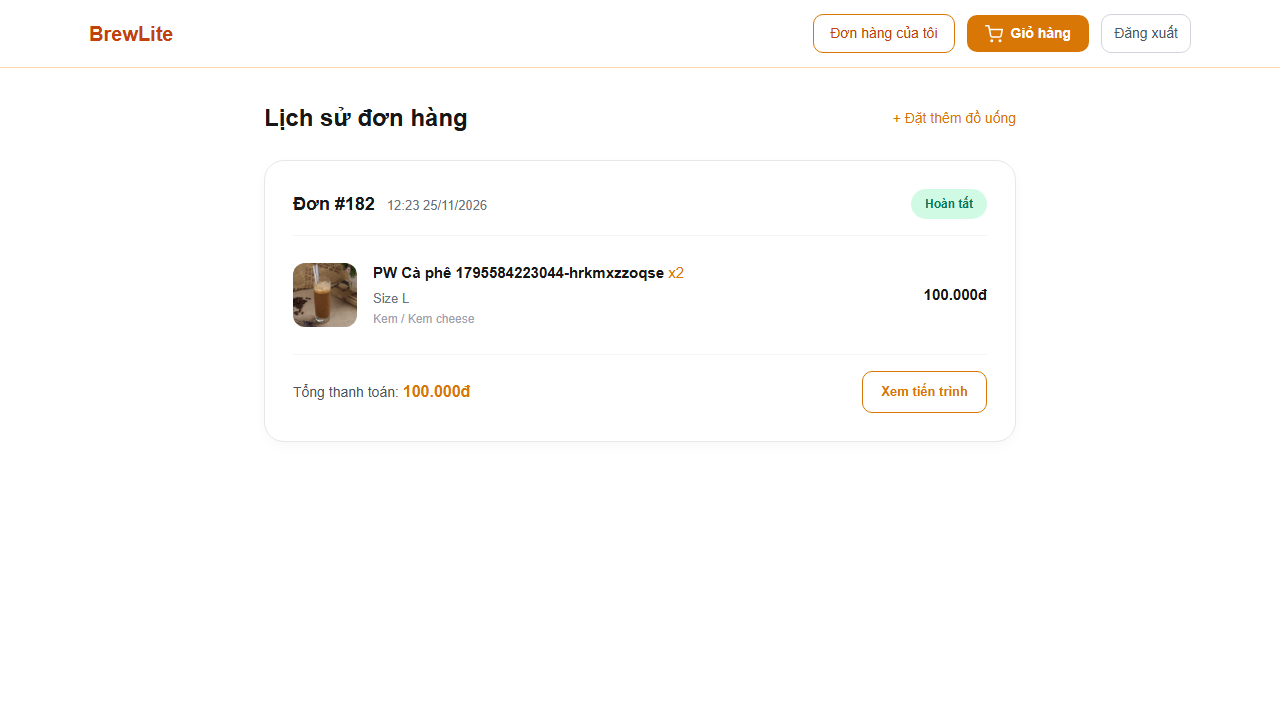 BrewLite
Đơn hàng của tôi
Giỏ hàng
Đăng xuất
Lịch sử đơn hàng
+ Đặt thêm đồ uống
Đơn #182 12:23 25/11/2026
Hoàn tất
PW Cà phê 1795584223044-hrkmxzzoqse x2
Size L
Kem / Kem cheese
100.000đ
Tổng thanh toán: 100.000đ
Xem tiến trình